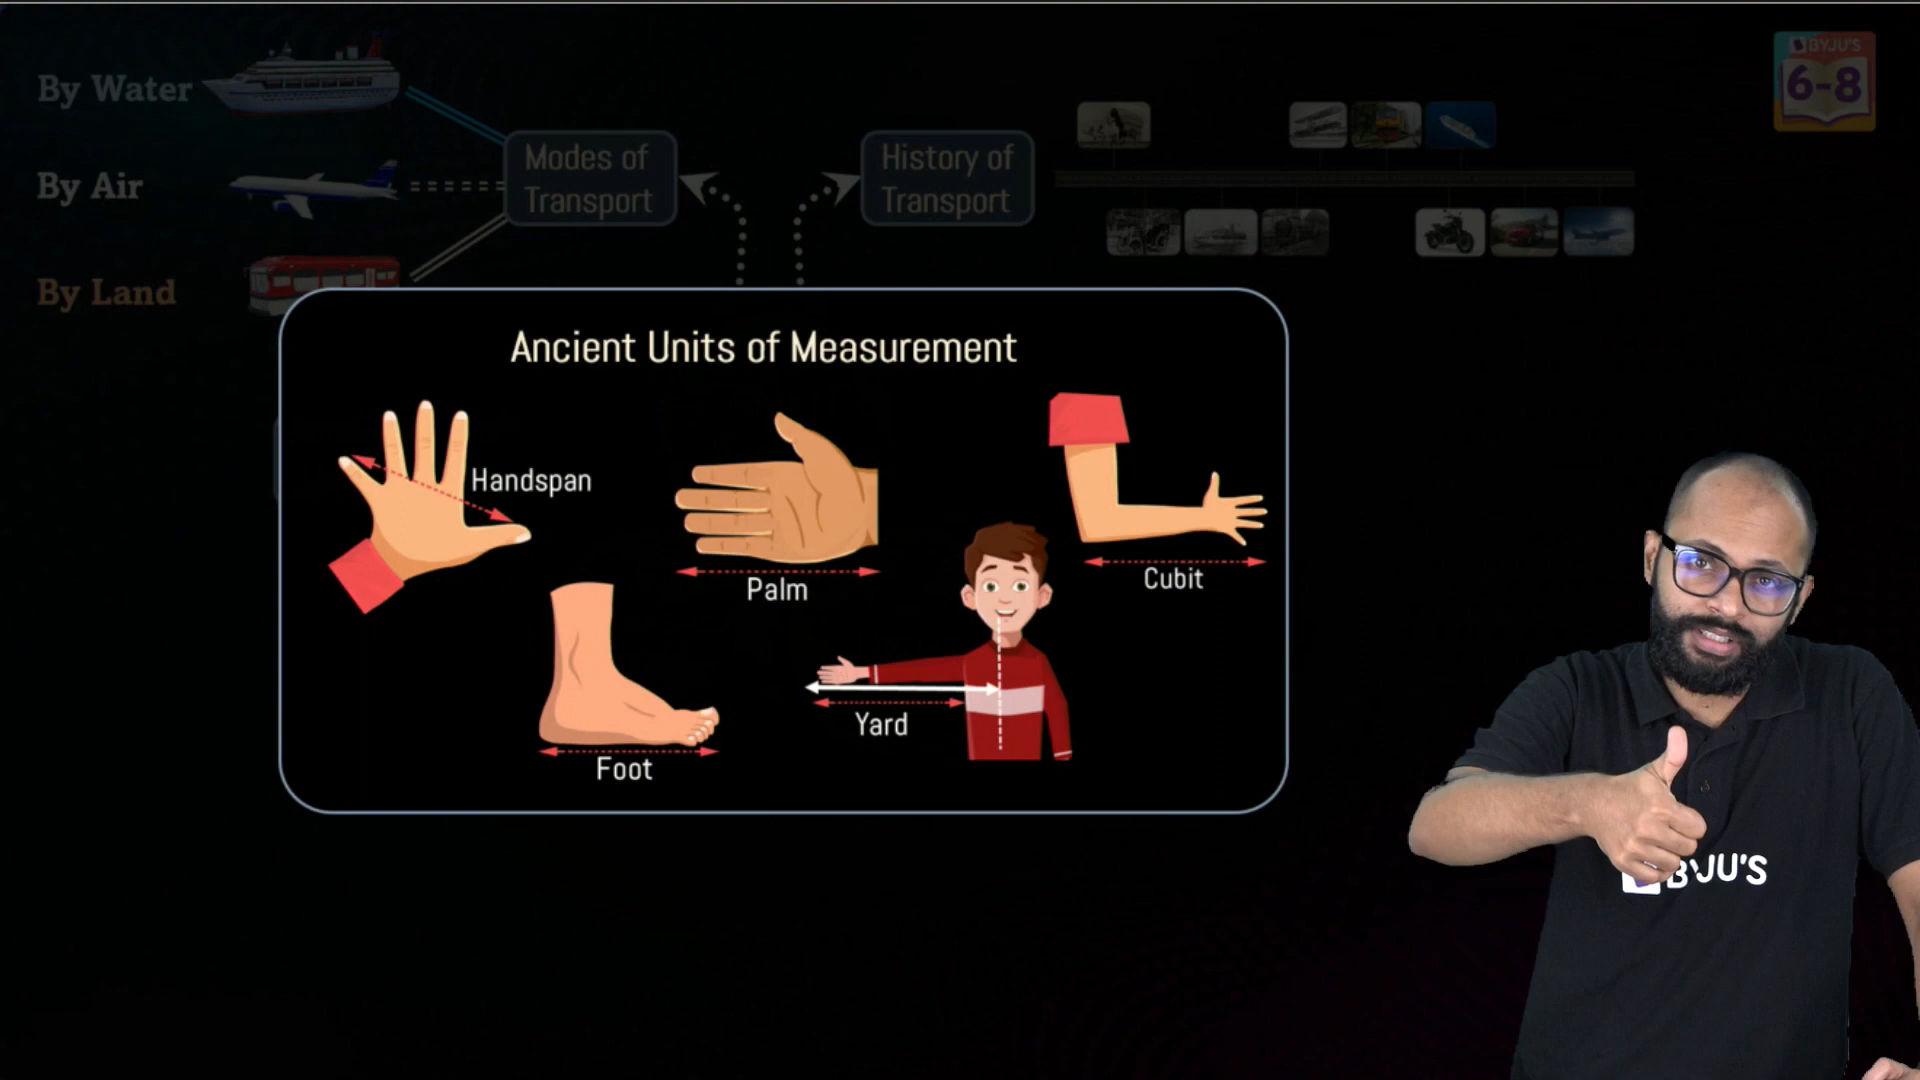 By Water
By Air
By Land
Modes of
Transport
History of
Transport
BYJU'S
6-8
Ancient Units of Measurement
Handspan
Palm
Cubit
Foot
Yard
BYJU'S